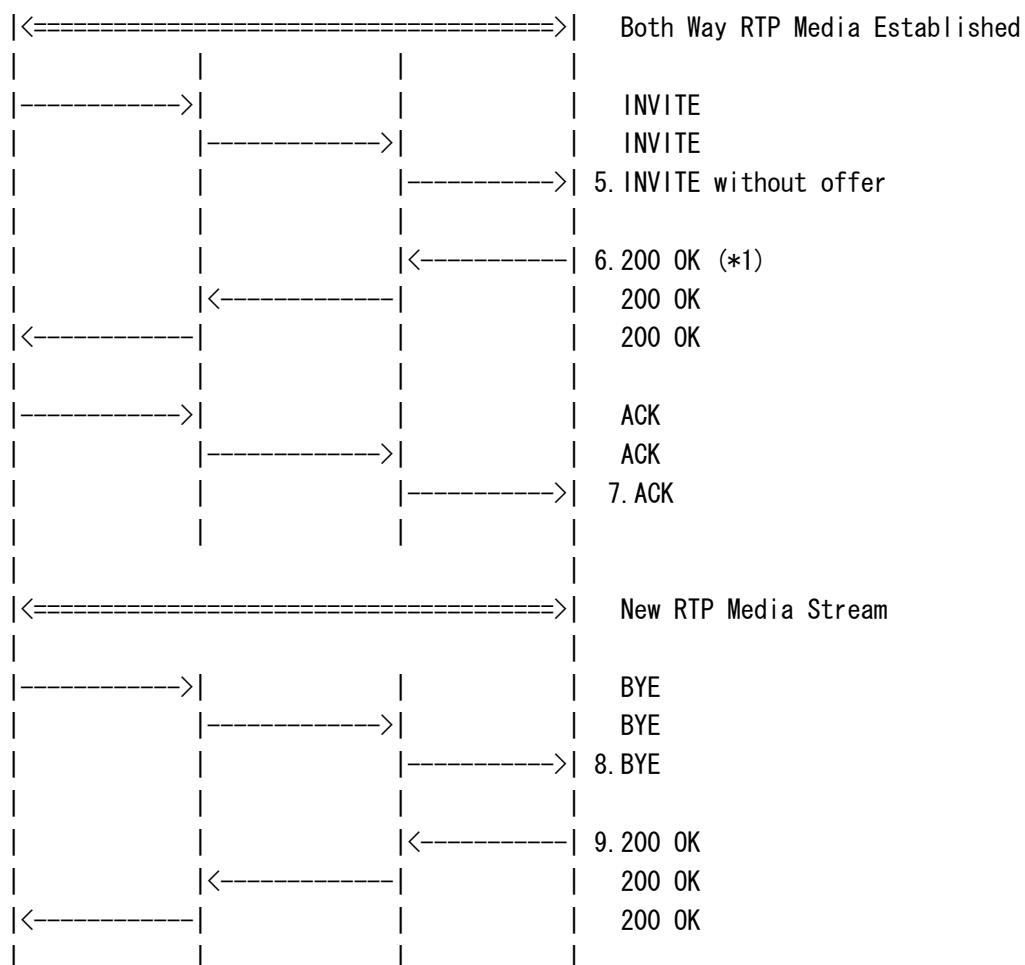 |<=======================================>| Both Way RTP Media Established
| | | |
|------------>| | | INVITE
| |------------->| | INVITE
| | |----------->| 5.INVITE without offer
| | | |
| | |<-----------| 6.200 OK (*1)
| |<-------------| | 200 OK
|<------------| | | 200 OK
| | | |
|------------>| | | ACK
| |------------->| | ACK
| | |----------->| 7.ACK
| | | |
| |
|<=======================================>| New RTP Media Stream
| |
|------------>| | | BYE
| |------------->| | BYE
| | |----------->| 8.BYE
| | | |
| | |<-----------| 9.200 OK
| |<-------------| | 200 OK
|<------------| | | 200 OK
| | | |